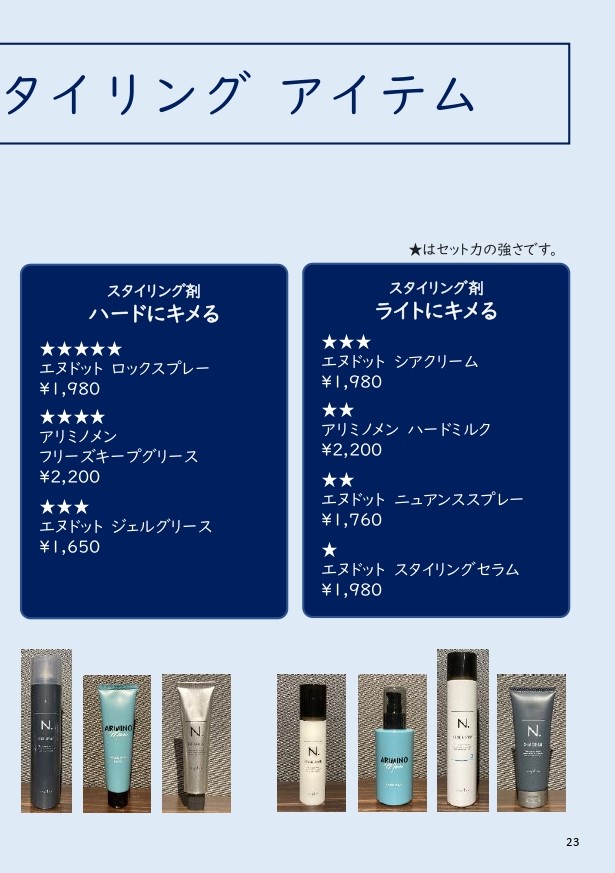 タイリング アイテム
★はセット力の強さです。
スタイリング剤
ハードにキメる
★★★★★
エヌドット ロックスプレー
¥1,980
★★★★
アリミノメン
フリーズキープグリース
¥2,200
★★★
エヌドット ジェルグリース
¥1,650
スタイリング剤
ライトにキメる
★★★
エヌドット シアクリーム
¥1,980
★★
アリミノメン ハードミルク
¥2,200
★★
エヌドット ニュアンススプレー
¥1,760
★
エヌドット スタイリングセラム
¥1,980
N.
ARIMINO
Men
N.
N.
ARIMINO
Men
N.
N.
23